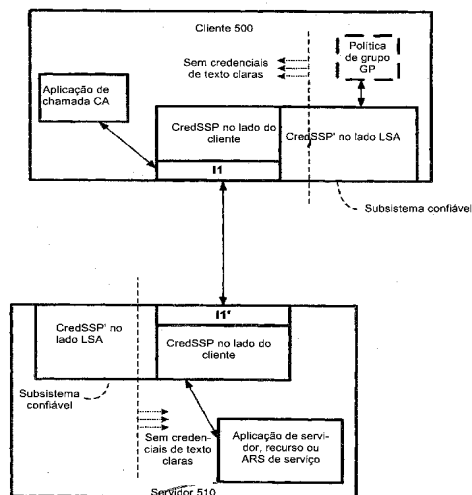 Cliente 500
Política
de grupo
GP
Sem credenciais
de texto claras
Aplicação de
chamada CA
CredSSP no lado do
cliente
CredSSP' no lado LSA
I1
Subsistema confiável
I1'
CredSSP' no
lado LSA
CredSSP no lado do
cliente
Subsistema
confiável
Sem creden-
ciais de texto
claras
Aplicação de servi-
dor, recurso ou
ARS de serviço
Servidor 510